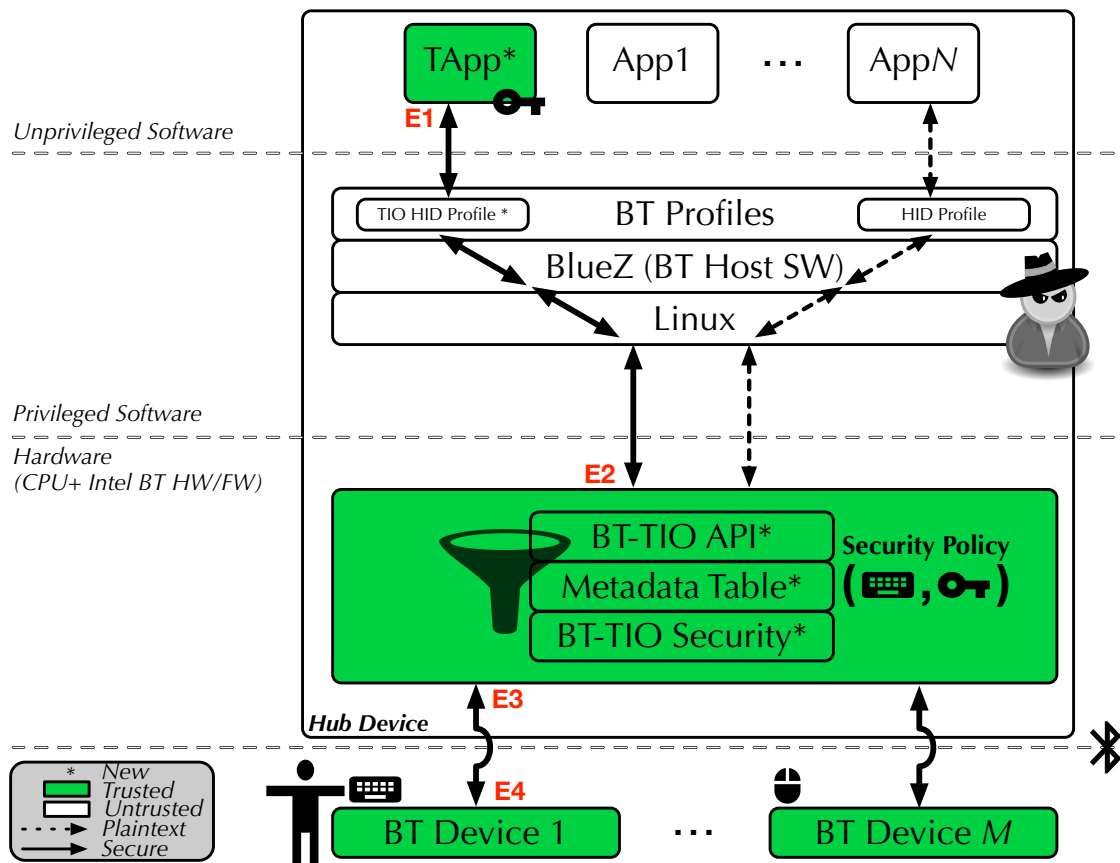 TApp*
App1
...
AppN
E1
Unprivileged Software
TIO HID Profile *
BT Profiles
HID Profile
BlueZ (BT Host SW)
Linux
Privileged Software
Hardware
(CPU+ Intel BT HW/FW)
E2
BT-TIO API*
Security Policy
( , )
Metadata Table*
BT-TIO Security*
E3
Hub Device
* New
Trusted
Untrusted
Plaintext
Secure
E4
BT Device 1
...
BT Device M